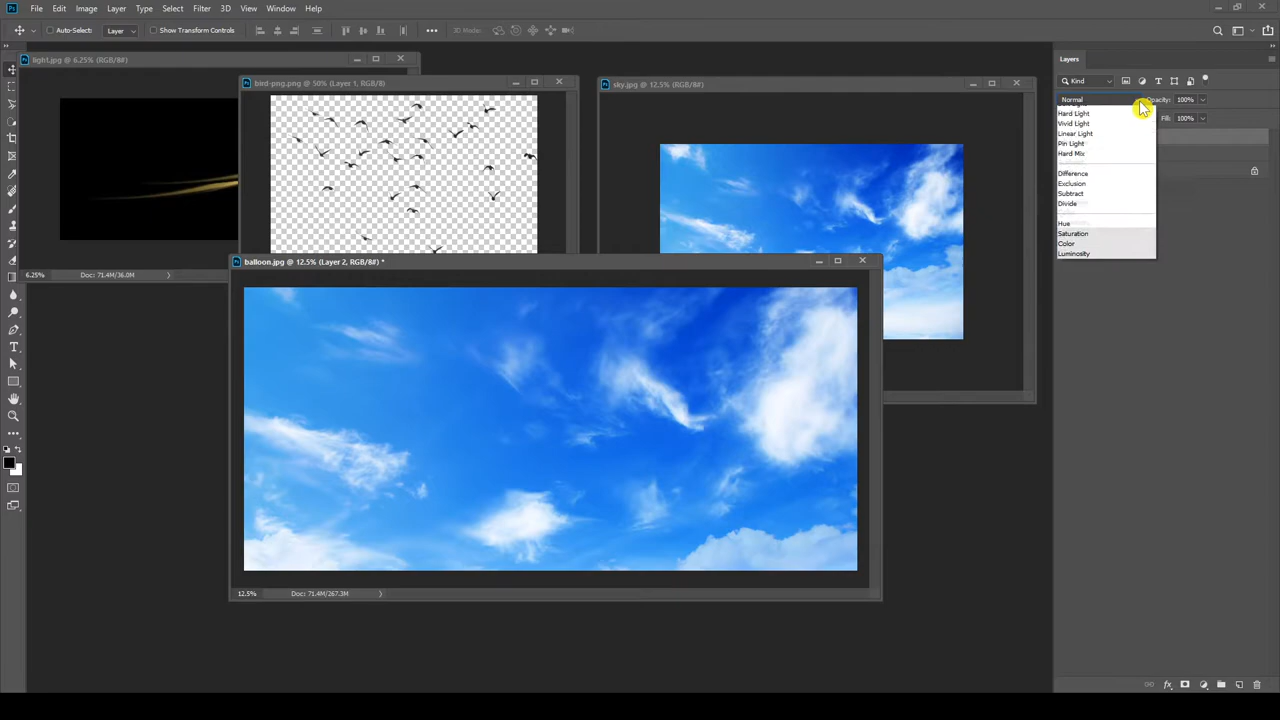 File Edit Image Layer Type Select Filter 3D View Window Help
Auto-Select: Layer Show Transform Controls 3D Mode:
light.jpg @ 6.25% (RGB/8#)
bird-png.png @ 50% (Layer 1, RGB/8)
sky.jpg @ 12.5% (RGB/8#)
Layers
Kind
Normal Opacity: 100%
Fill: 100%
Hard Light
Vivid Light
Linear Light
Pin Light
Hard Mix
Difference
Exclusion
Subtract
Divide
Hue
Saturation
Color
Luminosity
balloon.jpg @ 12.5% (Layer 2, RGB/8#) *
6.25% Doc: 71.4M/36.0M
12.5% Doc: 71.4M/267.3M